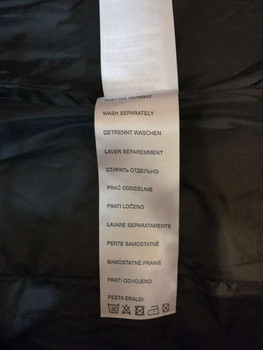 WASH SEPARATELY
GETRENNT WASCHEN
LAVER SÉPAREMMENT
СТИРАТЬ ОТДЕЛЬНО
PRAĆ ODDZIELNIE
PRATI LOČENO
LAVARE SEPARATAMENTE
PERTE SAMOSTATNĚ
SAMOSTATNÉ PRANIE
PRATI ODVOJENO
PESTA ERALDI